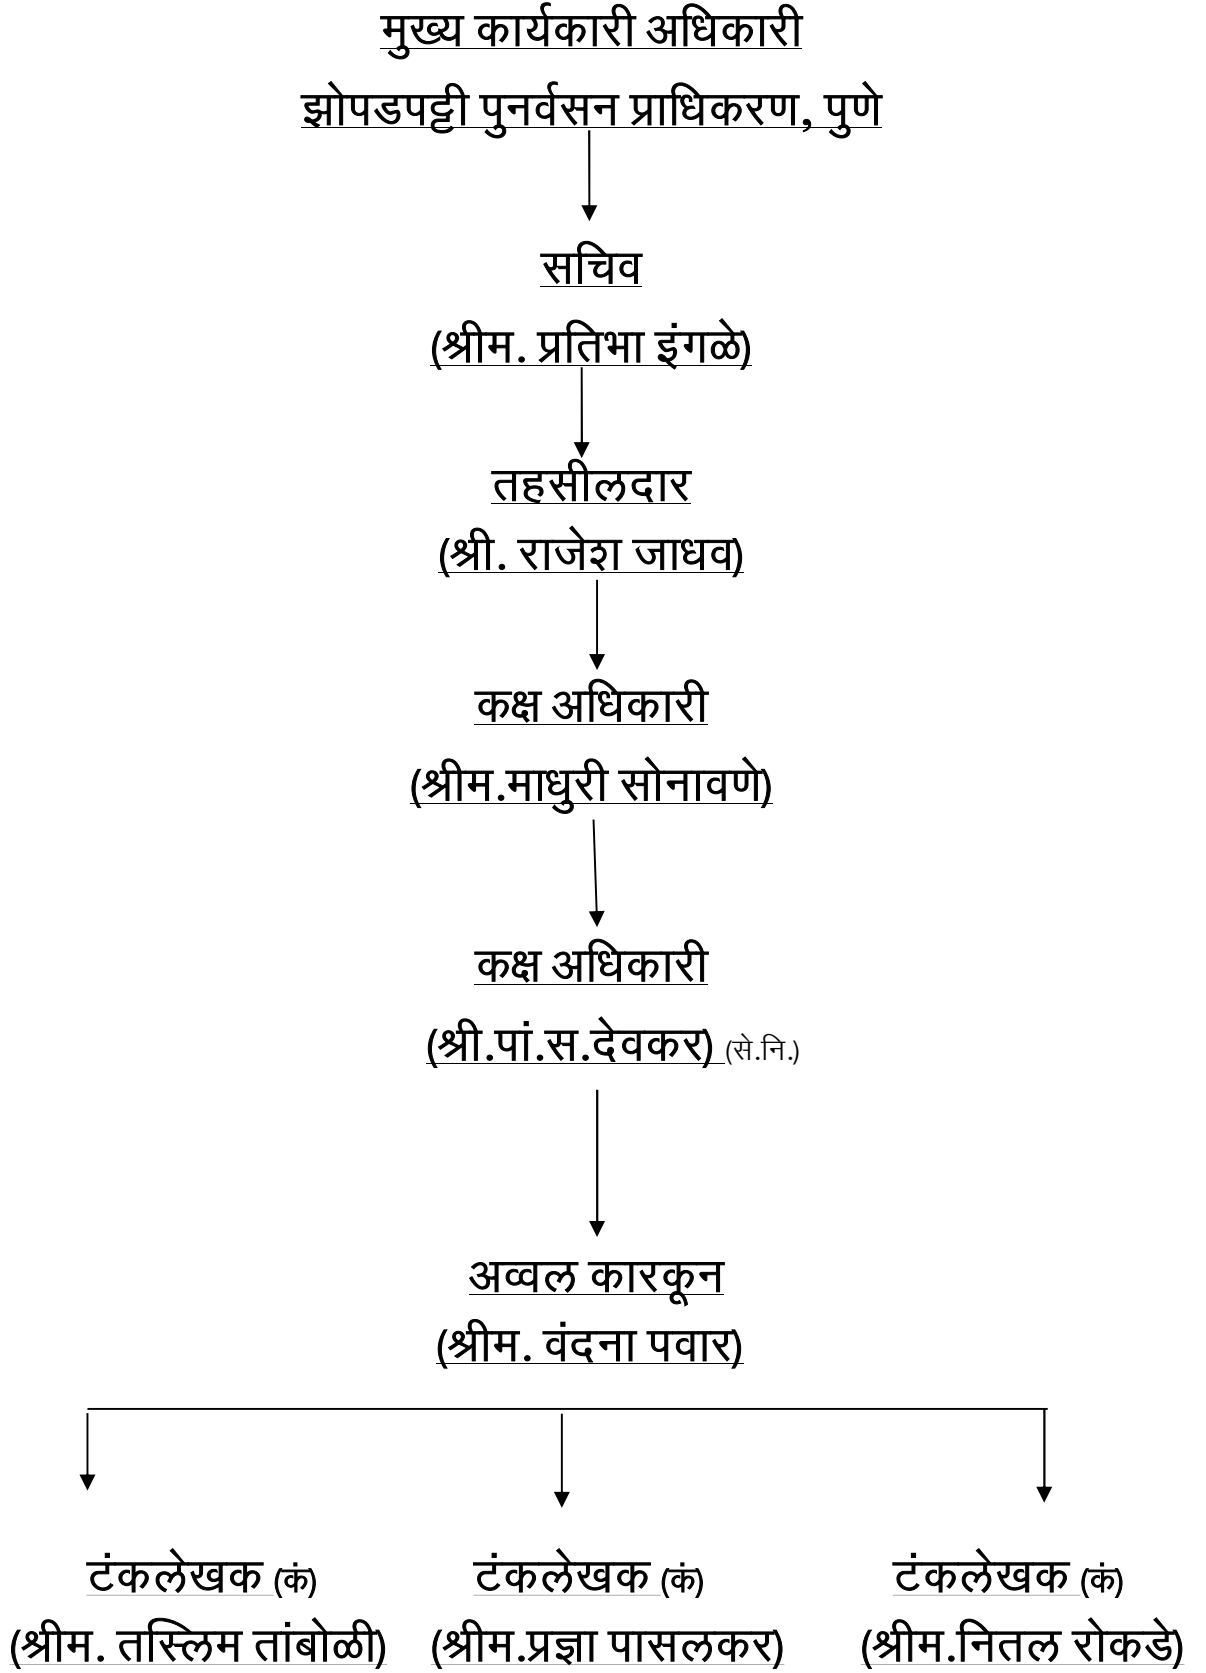 मुख्य कार्यकारी अधिकारी
झोपडपट्टी पुनर्वसन प्राधिकरण, पुणे
सचिव
(श्रीम. प्रतिभा इंगळे)
तहसीलदार
(श्री. राजेश जाधव)
कक्ष अधिकारी
(श्रीम.माधुरी सोनावणे)
कक्ष अधिकारी
(श्री.पां.स.देवकर) (से.नि.)
अव्वल कारकून
(श्रीम. वंदना पवार)
टंकलेखक (कं) टंकलेखक (कं) टंकलेखक (कं)
(श्रीम. तस्लिम तांबोळी) (श्रीम.प्रज्ञा पासलकर) (श्रीम.नितल रोकडे)